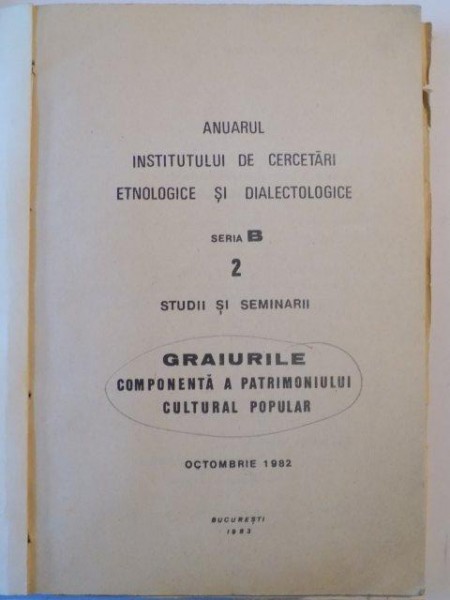 ANUARUL
INSTITUTULUI DE CERCETĂRI
ETNOLOGICE ȘI DIALECTOLOGICE
SERIA B
2
STUDII ȘI SEMINARII
GRAIURILE
COMPONENTĂ A PATRIMONIULUI
CULTURAL POPULAR
OCTOMBRIE 1982
BUCUREȘTI
1983